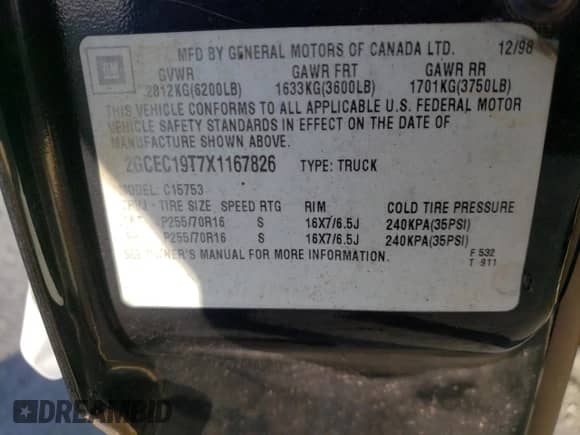 GM
MFD BY GENERAL MOTORS OF CANADA LTD. 12/98
GVWR GAWR FRT GAWR RR
2812KG(6200LB) 1633KG(3600LB) 1701KG(3750LB)
THIS VEHICLE CONFORMS TO ALL APPLICABLE U.S. FEDERAL MOTOR
VEHICLE SAFETY STANDARDS IN EFFECT ON THE DATE OF
MANUFACTURE SHOWN ABOVE.
2GCEC19T7X1167826 TYPE: TRUCK
MODEL: C15753
TIRE SIZE SPEED RTG RIM COLD TIRE PRESSURE
P255/70R16 S 16X7/6.5J 240KPA(35PSI)
P255/70R16 S 16X7/6.5J 240KPA(35PSI)
SEE OWNER'S MANUAL FOR MORE INFORMATION.
F 532
T 911
DREAMBID